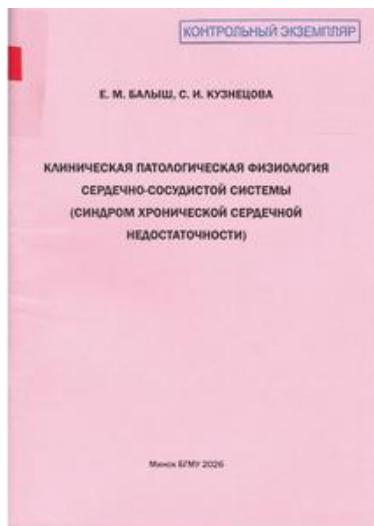 КОНТРОЛЬНЫЙ ЭКЗЕМПЛЯР
Е. М. БАЛЫШ, С. И. КУЗНЕЦОВА
КЛИНИЧЕСКАЯ ПАТОЛОГИЧЕСКАЯ ФИЗИОЛОГИЯ
СЕРДЕЧНО-СОСУДИСТОЙ СИСТЕМЫ
(СИНДРОМ ХРОНИЧЕСКОЙ СЕРДЕЧНОЙ
НЕДОСТАТОЧНОСТИ)
Минск БГМУ 2026